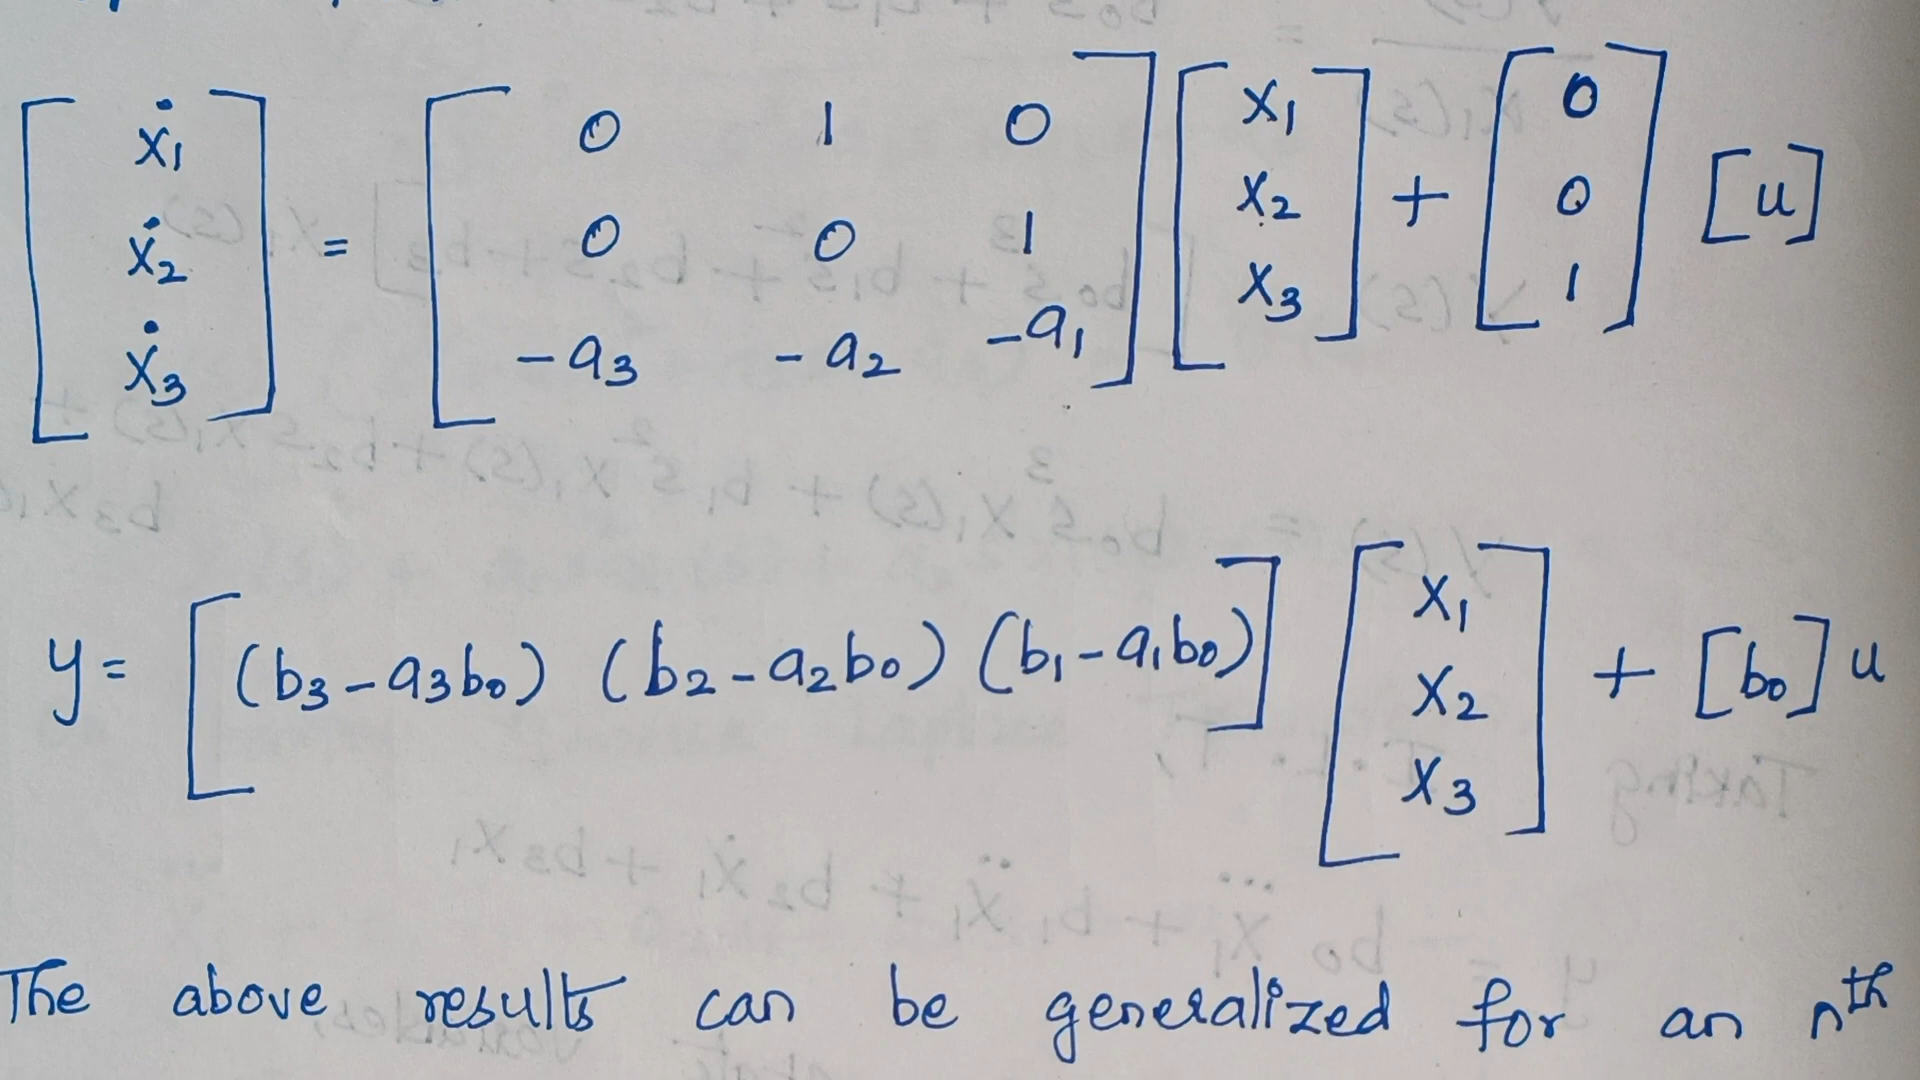 [ẋ1 ẋ2 ẋ3] = [0 1 0; 0 0 1; -a3 -a2 -a1] [x1 x2 x3] + [0 0 1] [u]
y = [(b3-a3b0) (b2-a2b0) (b1-a1b0)] [x1 x2 x3] + [b0] u
The above results can be generalized for an nth